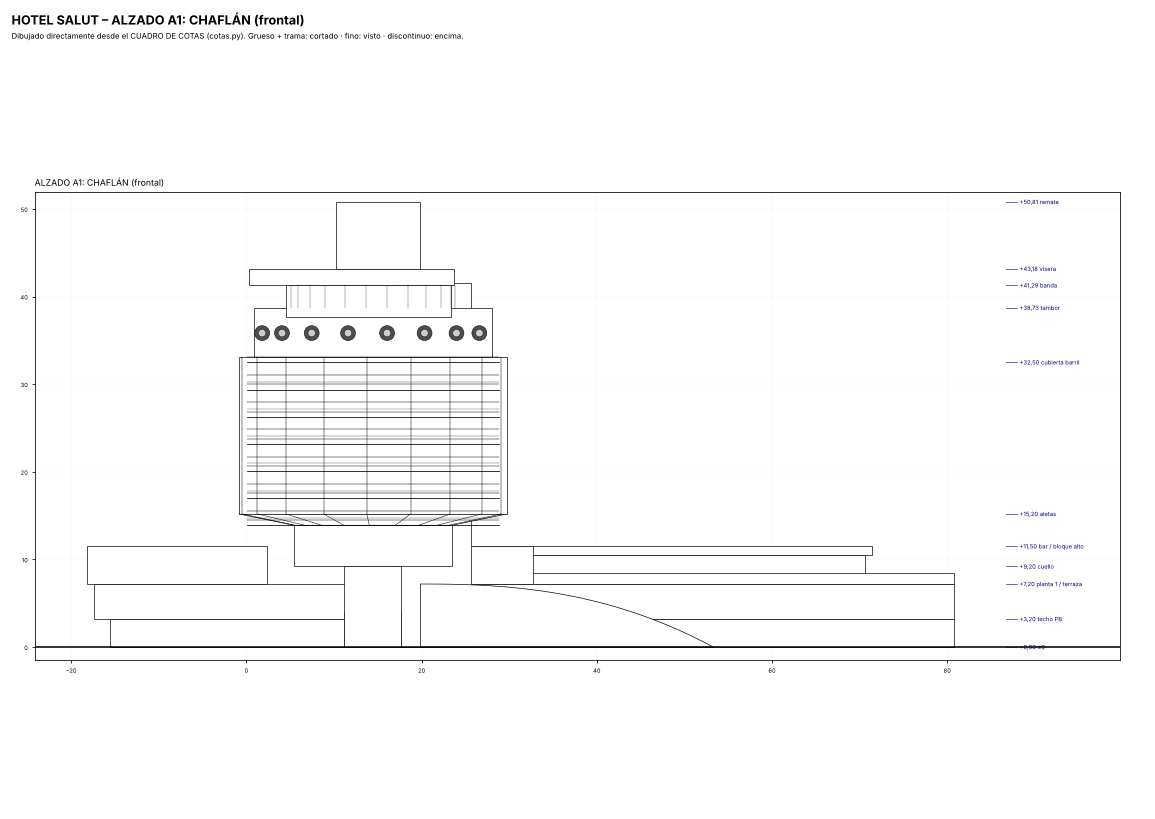 HOTEL SALUT – ALZADO A1: CHAFLÁN (frontal)
Dibujado directamente desde el CUADRO DE COTAS (cotas.py). Grueso + trama: cortado · fino: visto · discontinuo: encima.
ALZADO A1: CHAFLÁN (frontal)
50
40
30
20
10
0
−20
0
20
40
60
80
+50,81 remate
+43,18 visera
+41,29 banda
+38,73 tambor
+32,50 cubierta barril
+15,20 aletas
+11,50 bar / bloque alto
+9,20 cuello
+7,20 planta 1 / terraza
+3,20 techo PB